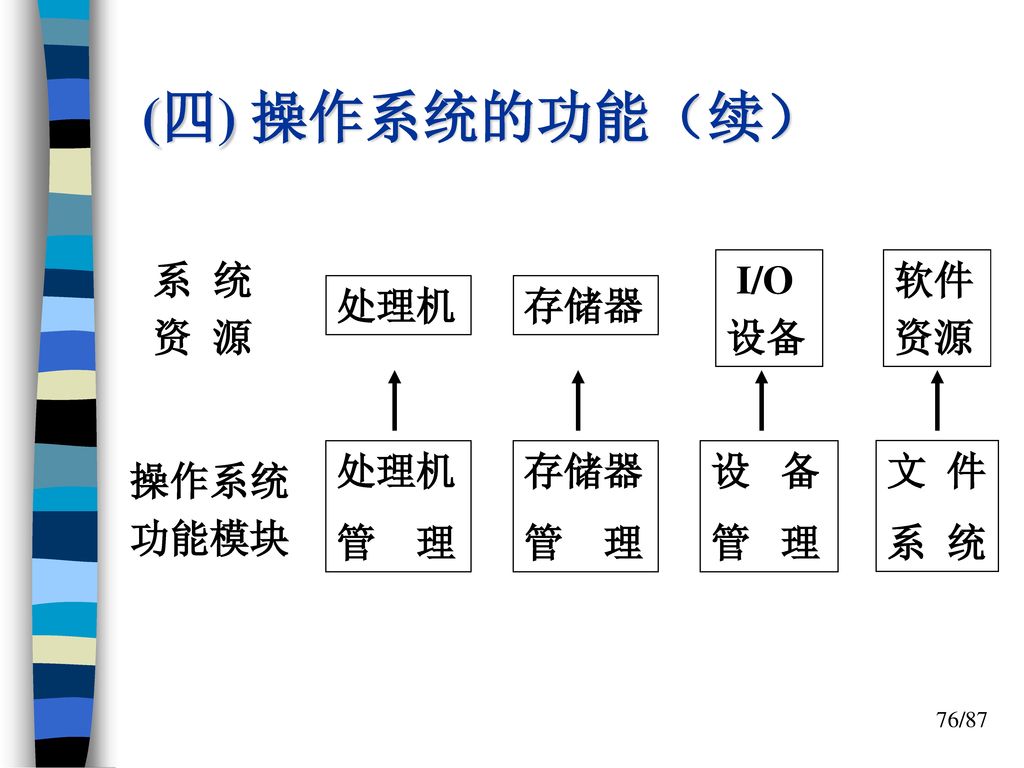 (四) 操作系统的功能（续）
系 统
资 源
处理机
存储器
I/O
设备
软件
资源
操作系统
功能模块
处理机
管 理
存储器
管 理
设 备
管 理
文 件
系 统
76/87